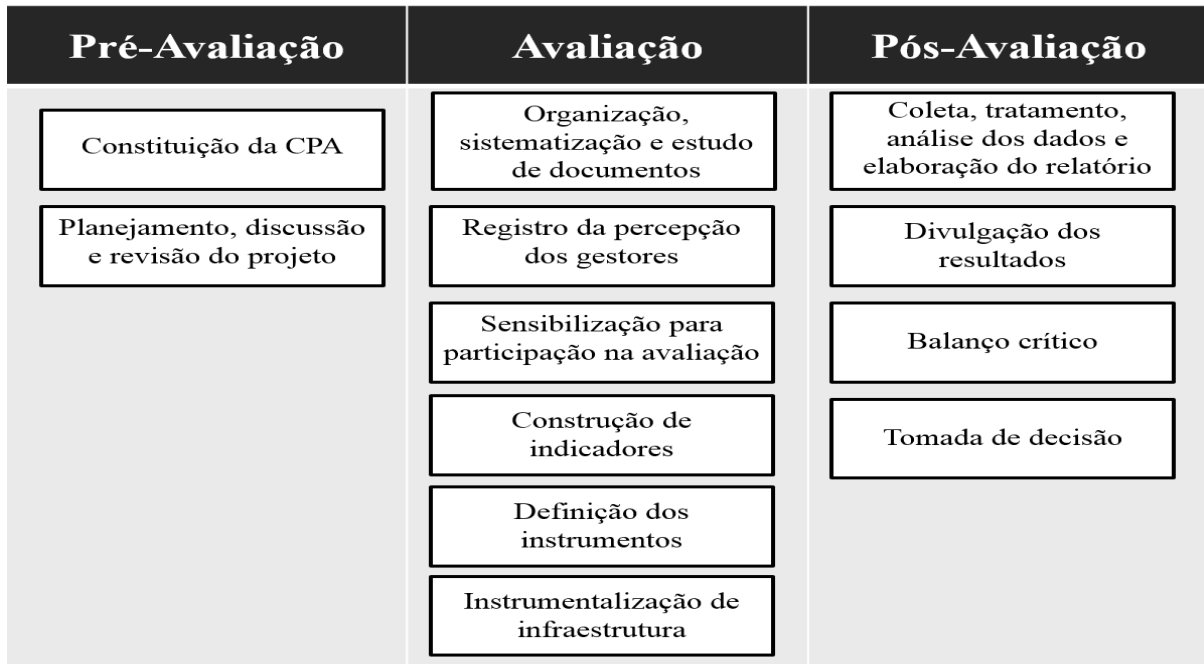 Pré-Avaliação
Avaliação
Pós-Avaliação
Constituição da CPA
Planejamento, discussão
e revisão do projeto
Organização,
sistematização e estudo
de documentos
Registro da percepção
dos gestores
Sensibilização para
participação na avaliação
Construção de
indicadores
Definição dos
instrumentos
Instrumentalização de
infraestrutura
Coleta, tratamento,
análise dos dados e
elaboração do relatório
Divulgação dos
resultados
Balanço crítico
Tomada de decisão